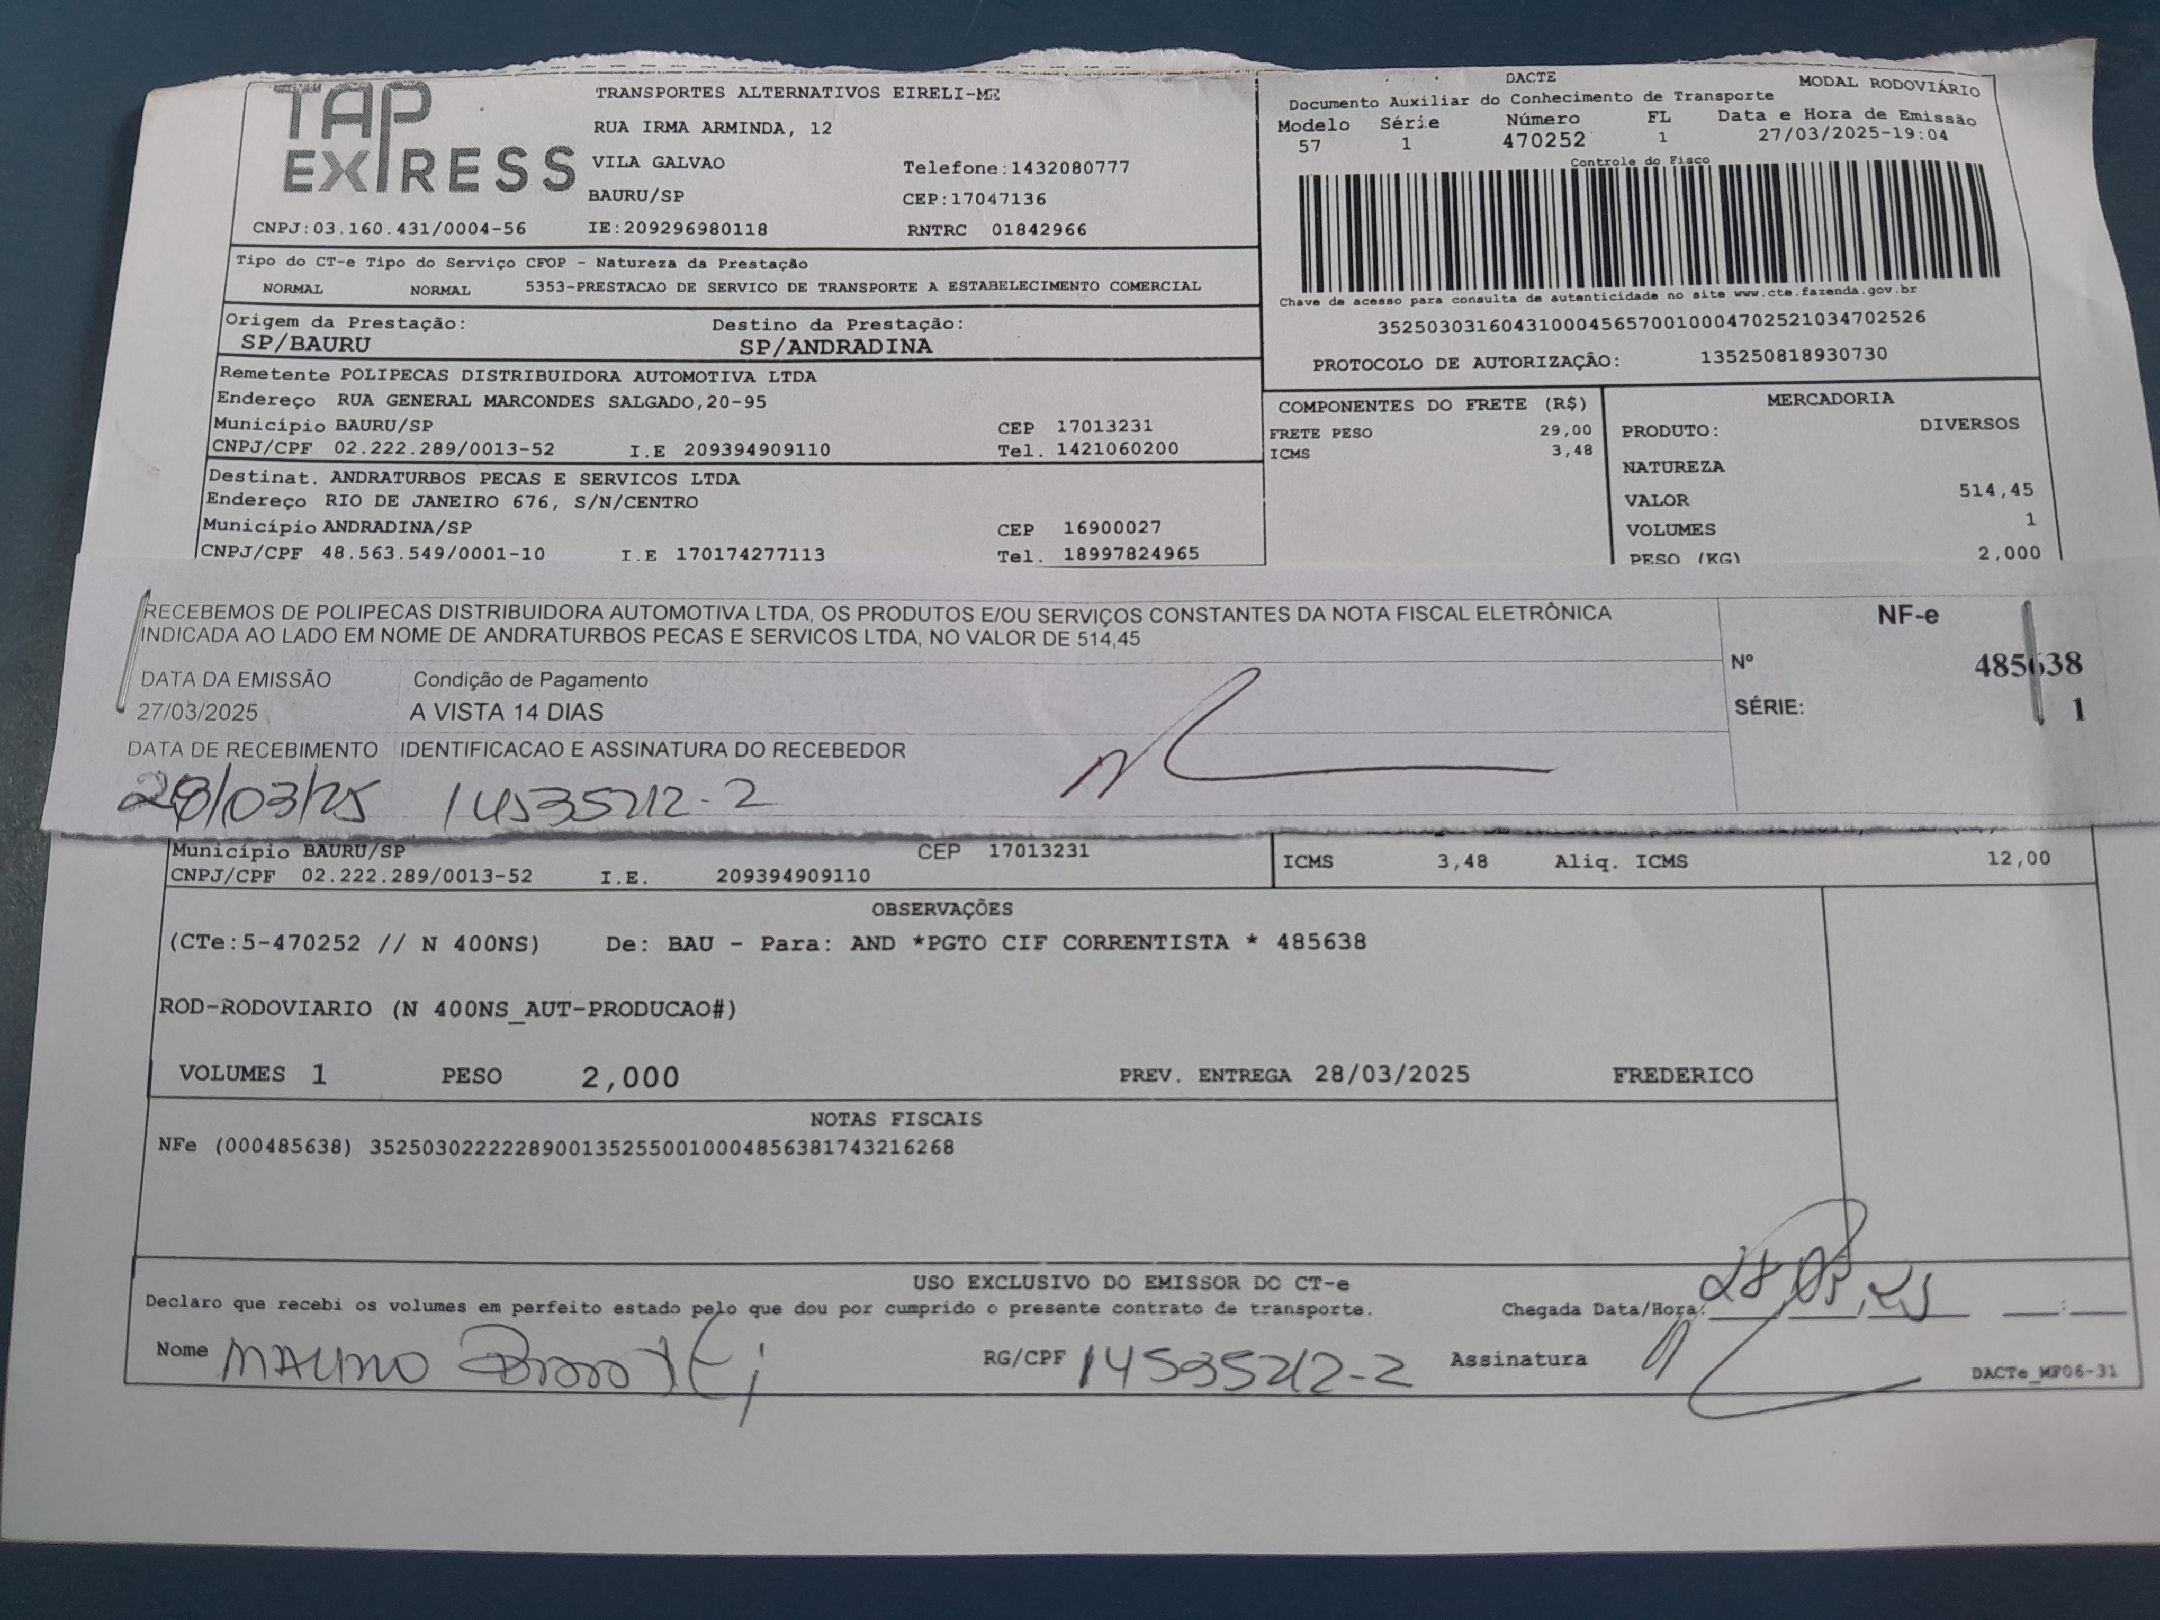 TAP EXPRESS
TRANSPORTES ALTERNATIVOS EIRELI-ME
RUA IRMA ARMINDA, 12
VILA GALVAO Telefone:1432080777
BAURU/SP CEP:17047136
CNPJ:03.160.431/0004-56 IE:209296980118 RNTRC 01842966
DACTE MODAL RODOVIÁRIO
Documento Auxiliar do Conhecimento de Transporte
Modelo Série Número FL Data e Hora de Emissão
57 1 470252 1 27/03/2025-19:04
Controle do Fisco
Chave de acesso para consulta de autenticidade no site www.cte.fazenda.gov.br
35250303160431000456570010004702521034702526
PROTOCOLO DE AUTORIZAÇÃO: 135250818930730
Tipo do CT-e Tipo do Serviço CFOP - Natureza da Prestação
NORMAL NORMAL 5353-PRESTACAO DE SERVICO DE TRANSPORTE A ESTABELECIMENTO COMERCIAL
Origem da Prestação: Destino da Prestação:
SP/BAURU SP/ANDRADINA
Remetente POLIPECAS DISTRIBUIDORA AUTOMOTIVA LTDA
Endereço RUA GENERAL MARCONDES SALGADO,20-95
Município BAURU/SP CEP 17013231
CNPJ/CPF 02.222.289/0013-52 I.E 209394909110 Tel. 1421060200
Destinat. ANDRATURBOS PECAS E SERVICOS LTDA
Endereço RIO DE JANEIRO 676, S/N/CENTRO
Município ANDRADINA/SP CEP 16900027
CNPJ/CPF 48.563.549/0001-10 I.E 170174277113 Tel. 18997824965
COMPONENTES DO FRETE (R$)
FRETE PESO 29,00
ICMS 3,48
MERCADORIA
PRODUTO: DIVERSOS
NATUREZA
VALOR 514,45
VOLUMES 1
PESO (KG) 2,000
RECEBEMOS DE POLIPECAS DISTRIBUIDORA AUTOMOTIVA LTDA, OS PRODUTOS E/OU SERVIÇOS CONSTANTES DA NOTA FISCAL ELETRÔNICA
INDICADA AO LADO EM NOME DE ANDRATURBOS PECAS E SERVICOS LTDA, NO VALOR DE 514,45
DATA DA EMISSÃO Condição de Pagamento
27/03/2025 A VISTA 14 DIAS
DATA DE RECEBIMENTO IDENTIFICACAO E ASSINATURA DO RECEBEDOR
28/03/25 14535212-2
NF-e
Nº 485638
SÉRIE: 1
Município BAURU/SP CEP 17013231
CNPJ/CPF 02.222.289/0013-52 I.E. 209394909110
ICMS 3,48 Aliq. ICMS 12,00
OBSERVAÇÕES
(CTe:5-470252 // N 400NS) De: BAU - Para: AND *PGTO CIF CORRENTISTA * 485638
ROD-RODOVIARIO (N 400NS_AUT-PRODUCAO#)
VOLUMES 1 PESO 2,000 PREV. ENTREGA 28/03/2025 FREDERICO
NOTAS FISCAIS
NFe (000485638) 35250302222289001352550010004856381743216268
USO EXCLUSIVO DO EMISSOR DO CT-e
Declaro que recebi os volumes em perfeito estado pelo que dou por cumprido o presente contrato de transporte.
Chegada Data/Hora: 28 03 25
Nome MAURO RG/CPF 14535212-2 Assinatura
DACTe_MF06-31